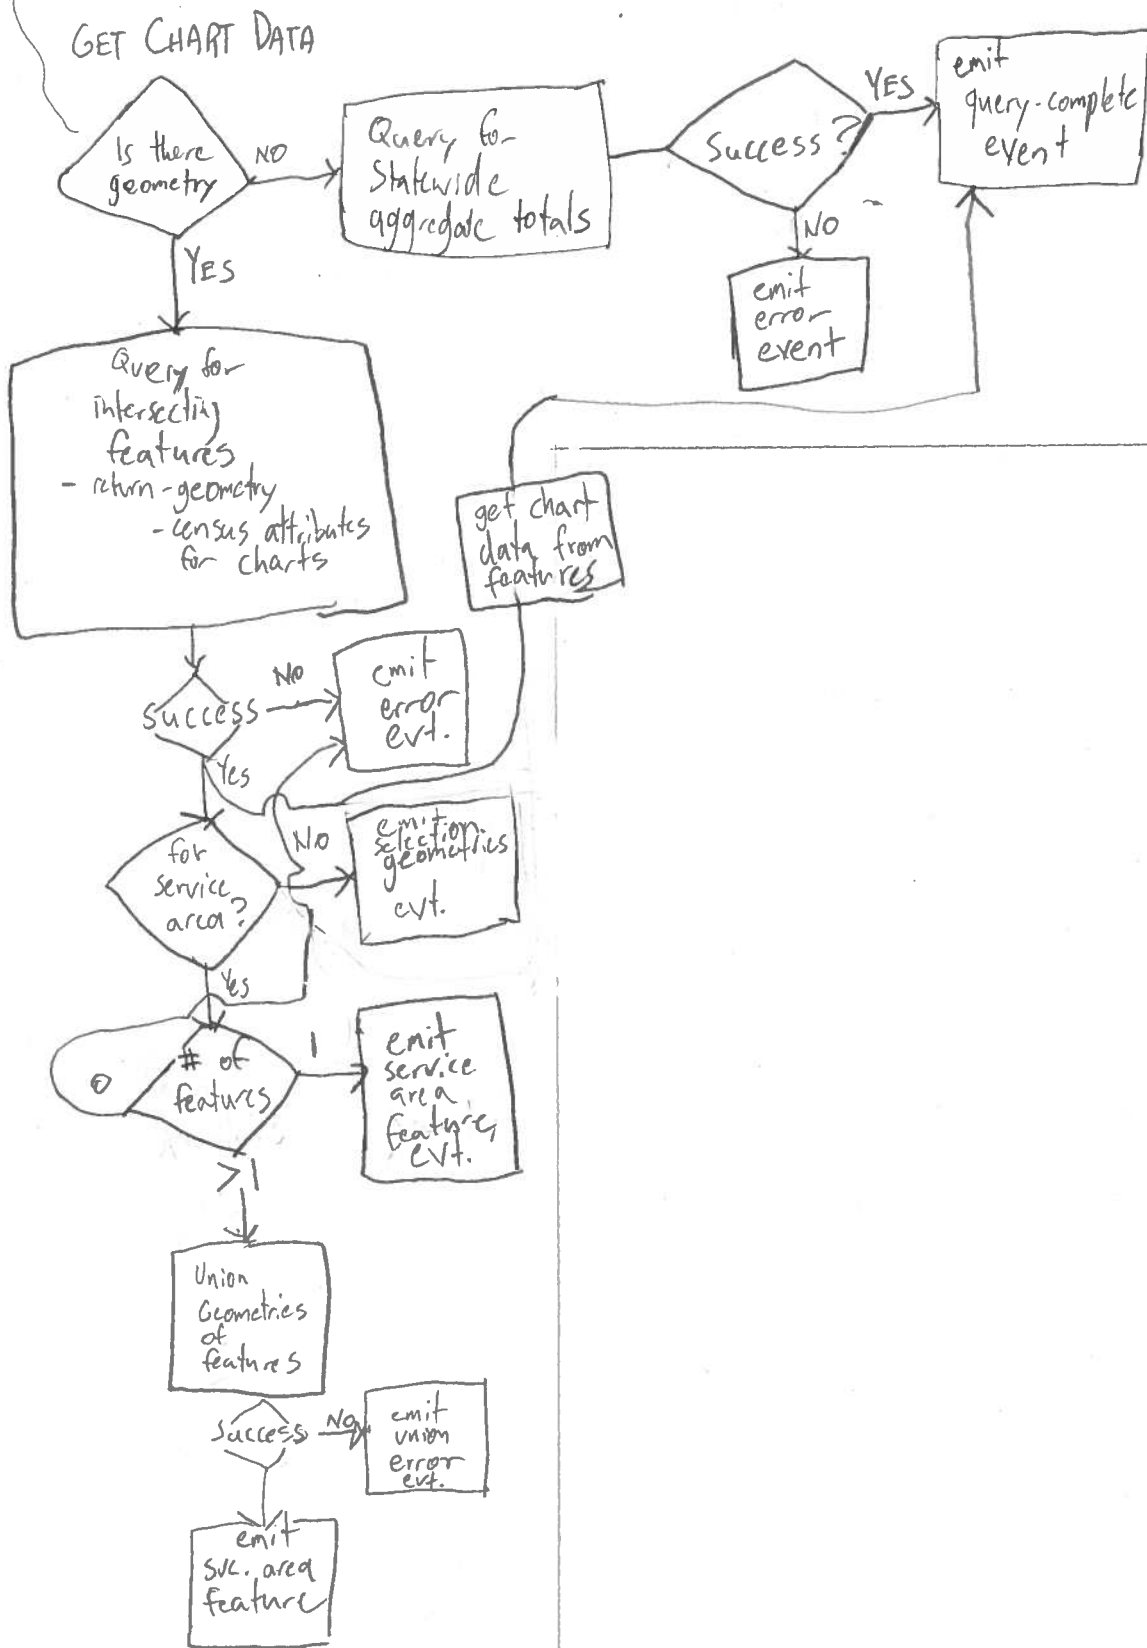 GET CHART DATA
Is there
geometry
NO
YES
Query for
Statewide
aggregate totals
Success?
YES
NO
emit
query-complete
event
emit
error
event
Query for
intersecting
features
- return-geometry
- census attributes
for charts
get chart
data from
features
Success
NO
Yes
emit
error
evt.
for
service
area?
No
Yes
emit
selection
geometries
evt.
0
# of
features
1
>1
emit
service
area
feature
evt.
Union
Geometries
of
features
Success
NO
emit
union
error
evt.
emit
svc. area
feature